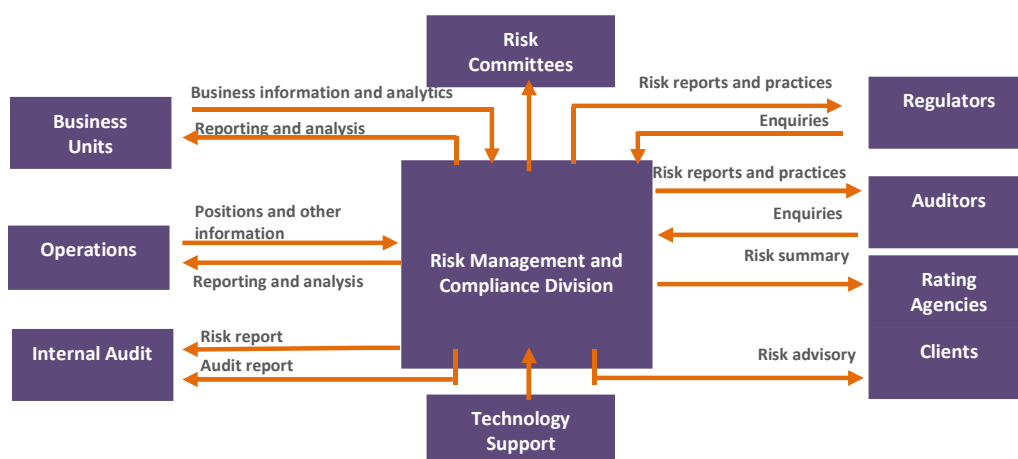 Risk
Committees
Business information and analytics
Risk reports and practices
Regulators
Business
Units
Reporting and analysis
Enquiries
Risk reports and practices
Auditors
Positions and other
information
Enquiries
Operations
Risk Management and
Compliance Division
Risk summary
Reporting and analysis
Rating
Agencies
Internal Audit
Risk report
Audit report
Risk advisory
Clients
Technology
Support